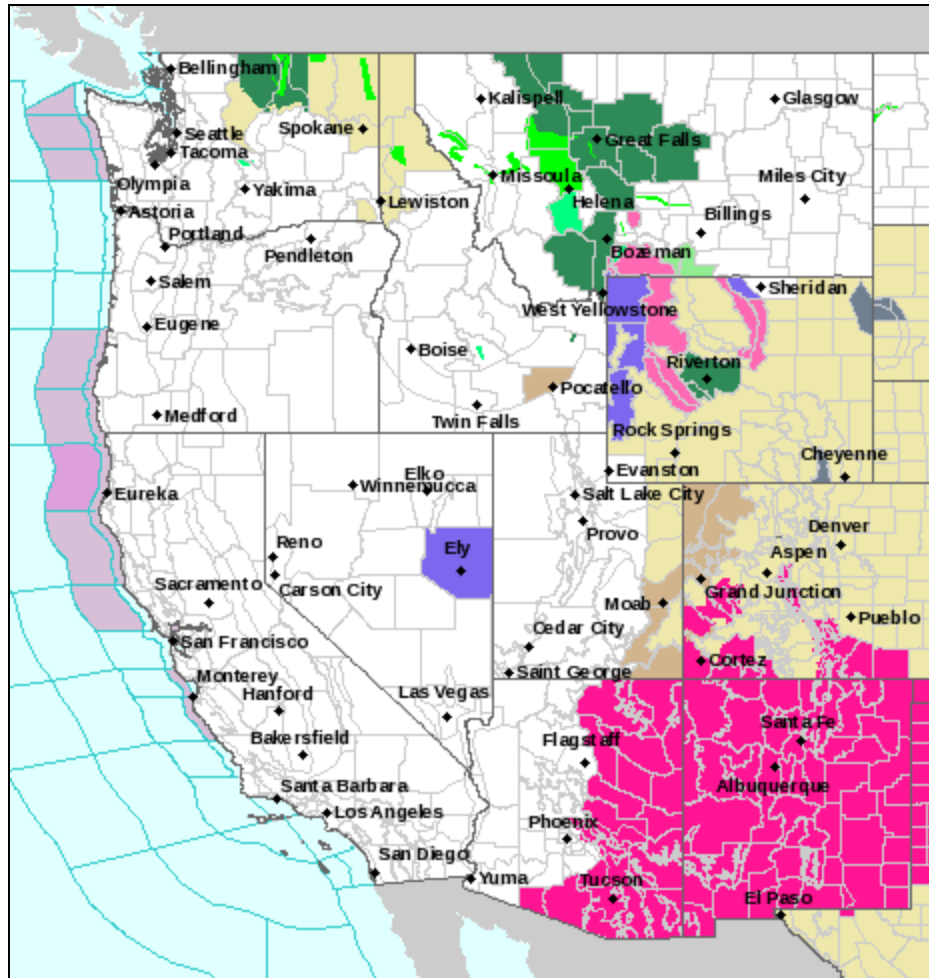 Bellingham
Kalispell
Glasgow
Seattle
Spokane
Great Falls
Tacoma
Olympia
Missoula
Miles City
Yakima
Lewiston
Helena
Astoria
Billings
Portland
Pendleton
Bozeman
Salem
Sheridan
West Yellowstone
Eugene
Boise
Riverton
Pocatello
Medford
Twin Falls
Rock Springs
Cheyenne
Elko
Evanston
Winnemucca
Eureka
Salt Lake City
Provo
Denver
Reno
Ely
Aspen
Sacramento
Carson City
Grand Junction
Moab
Pueblo
Cedar City
San Francisco
Cortez
Monterey
Saint George
Hanford
Las Vegas
Santa Fe
Bakersfield
Flagstaff
Albuquerque
Santa Barbara
Los Angeles
Phoenix
San Diego
Yuma
Tucson
El Paso